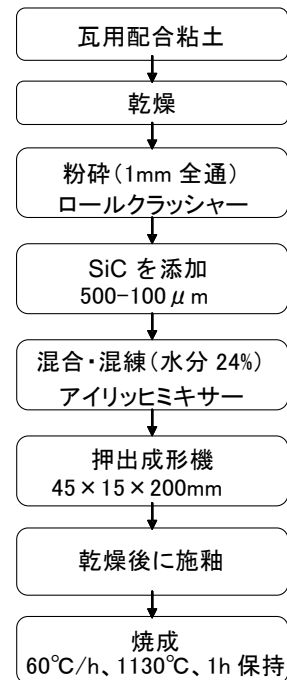 瓦用配合粘土
乾燥
粉砕（1mm 全通）
ロールクラッシャー
SiC を添加
500-100μm
混合・混練（水分 24%）
アイリッヒミキサー
押出成形機
45×15×200mm
乾燥後に施釉
焼成
60℃/h、1130℃、1h 保持